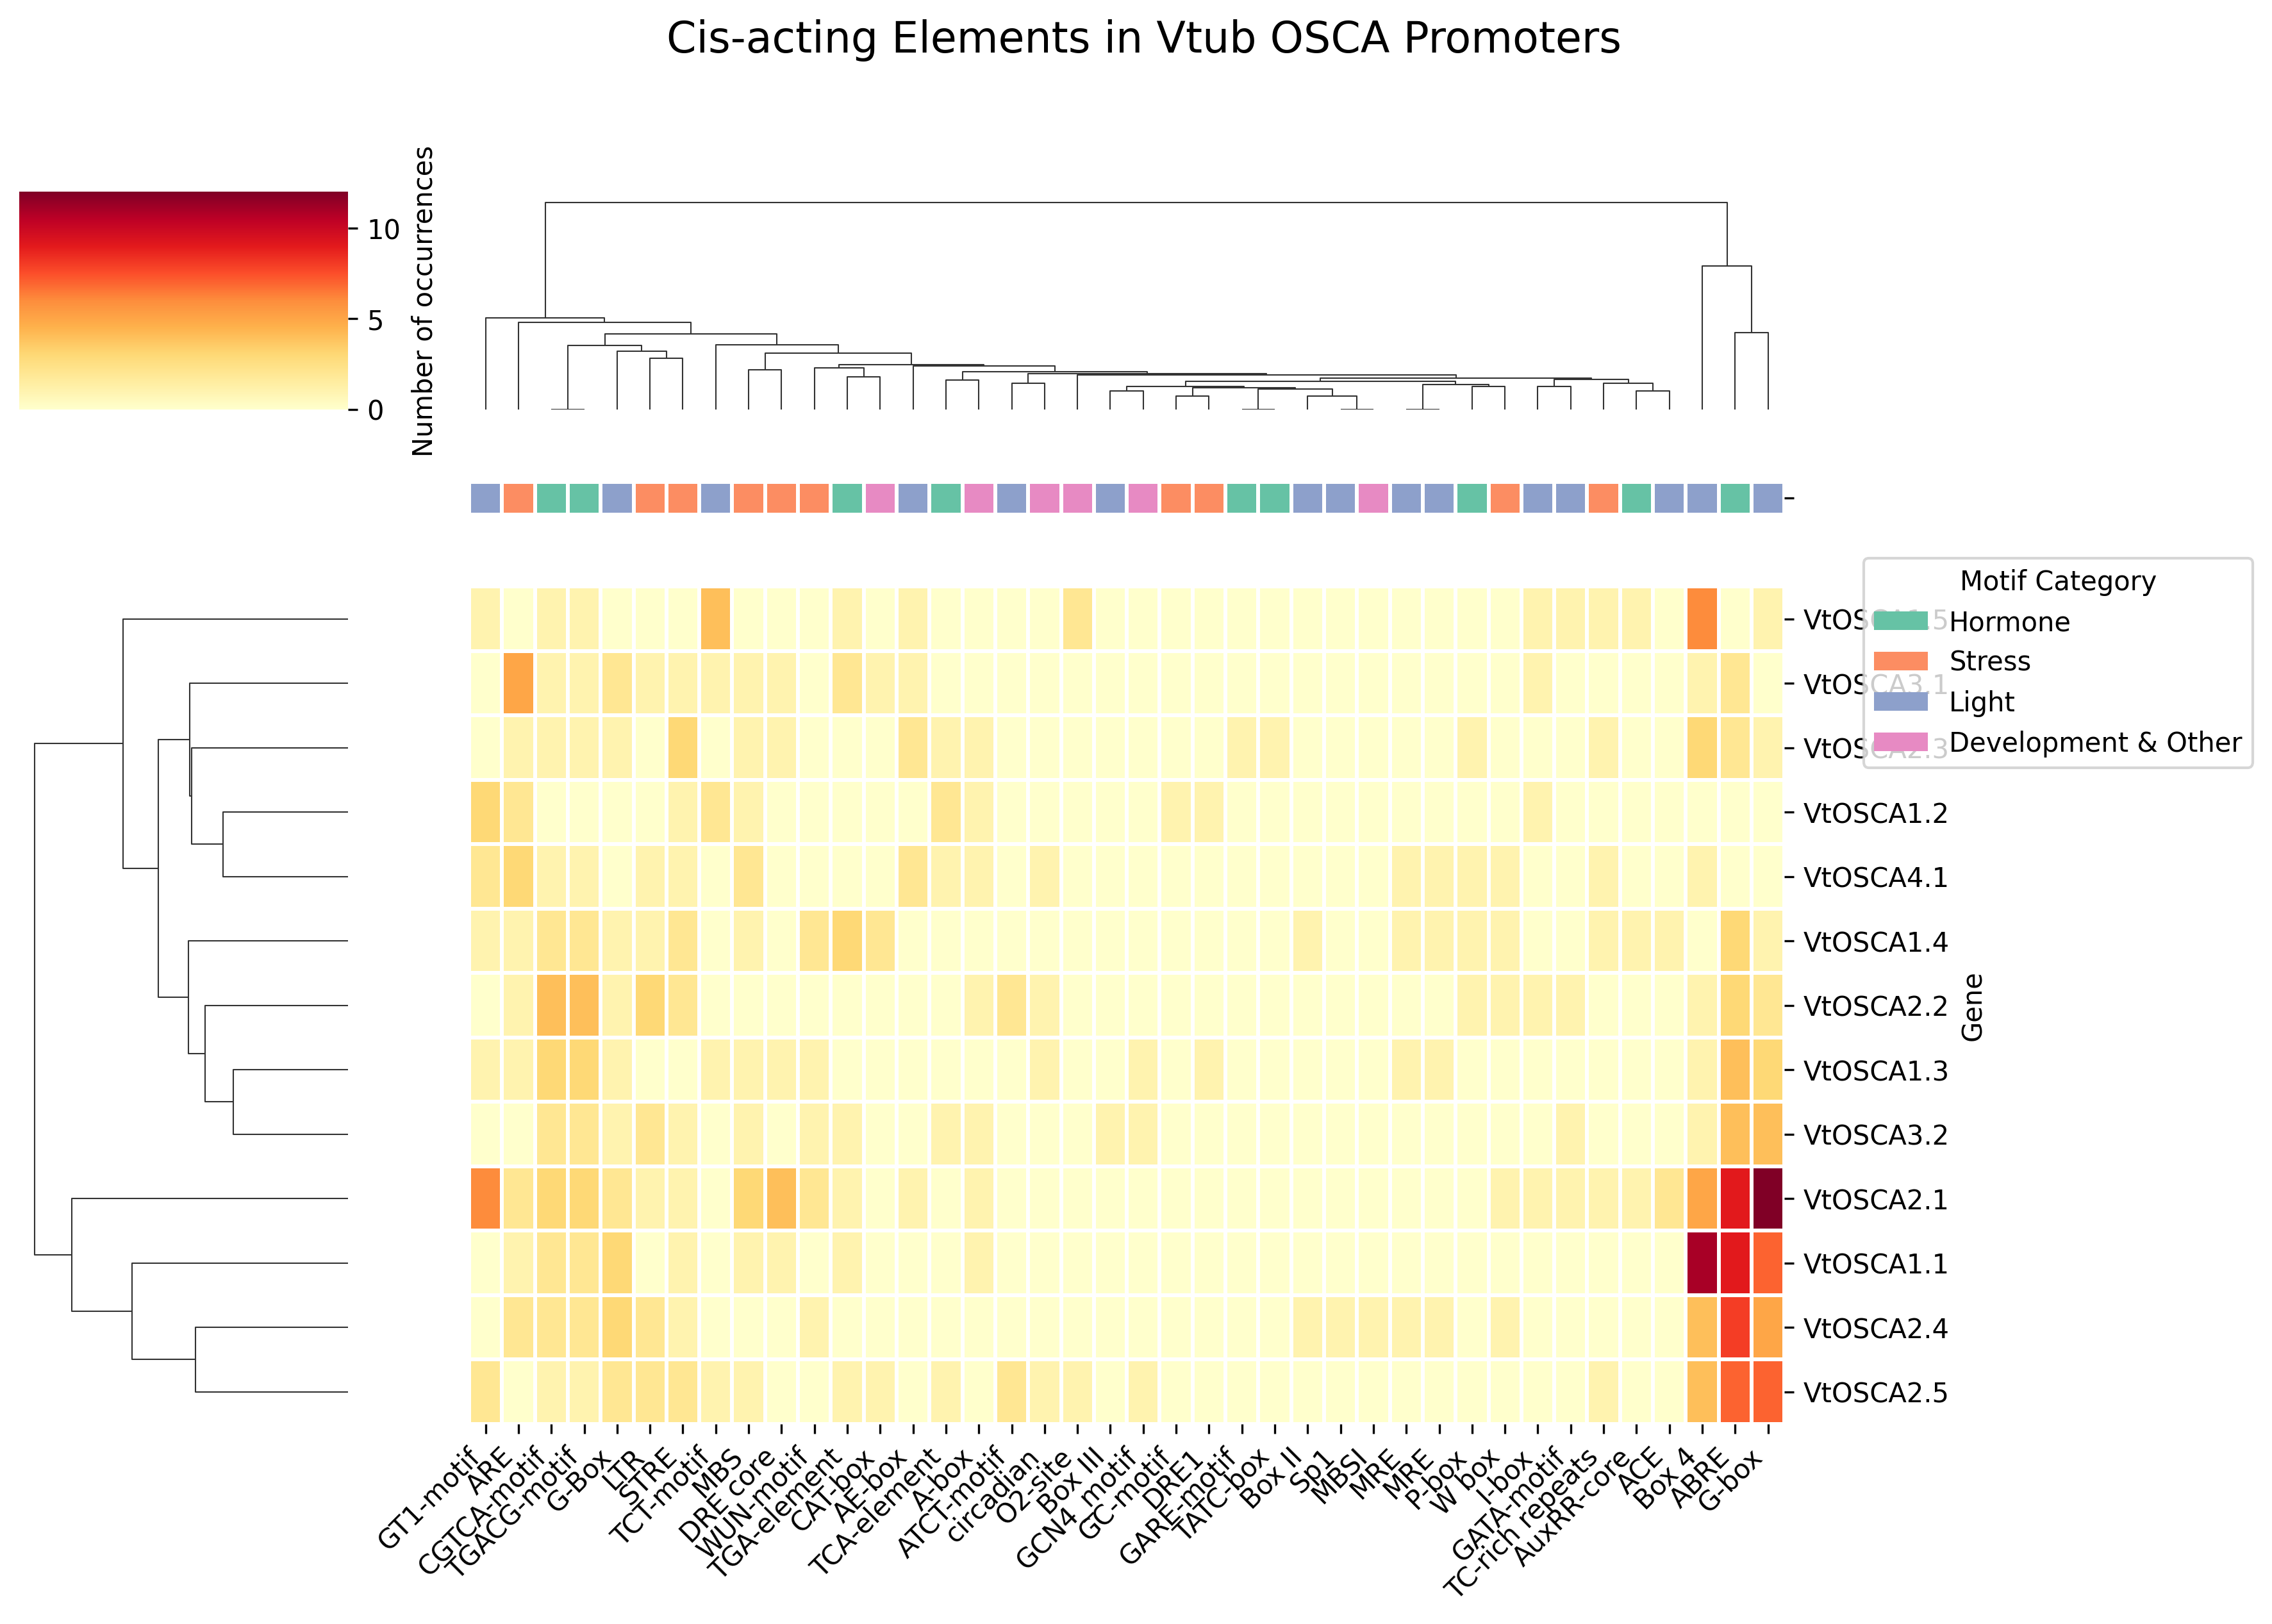 Cis-acting Elements in Vtub OSCA Promoters
10
5
0
Number of occurrences
Motif Category
Hormone
Stress
Light
Development & Other
VtOSCA3.1
VtOSCA2.3
VtOSCA1.2
VtOSCA4.1
VtOSCA1.4
VtOSCA2.2
VtOSCA1.3
VtOSCA3.2
VtOSCA2.1
VtOSCA1.1
VtOSCA2.4
VtOSCA2.5
Gene
GT1-motif
ARE
CGTCA-motif
TGACG-motif
G-Box
LTR
STRE
TCT-motif
MBS
DRE core
WUN-motif
TGA-element
CAT-box
AE-box
TCA-element
A-box
ATCT-motif
circadian
O2-site
Box III
GCN4_motif
GC-motif
DRE1
GARE-motif
TATC-box
Box II
Sp1
MBSI
MRE
MRE
P-box
W box
I-box
GATA-motif
TC-rich repeats
AuxRR-core
ACE
Box 4
ABRE
G-box